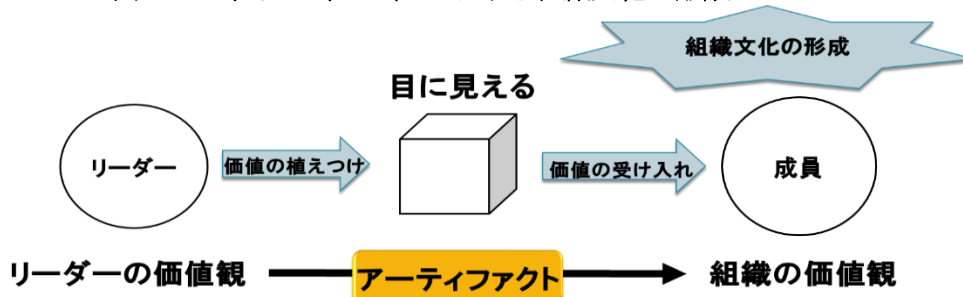 組織文化の形成
目に見える
リーダー
価値の植えつけ
価値の受け入れ
成員
リーダーの価値観
アーティファクト
組織の価値観